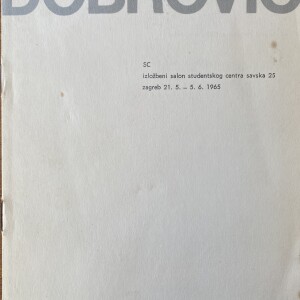 DOBROVIĆ
SC
izložbeni salon studentskog centra savska 25
zagreb 21. 5. – 5. 6. 1965